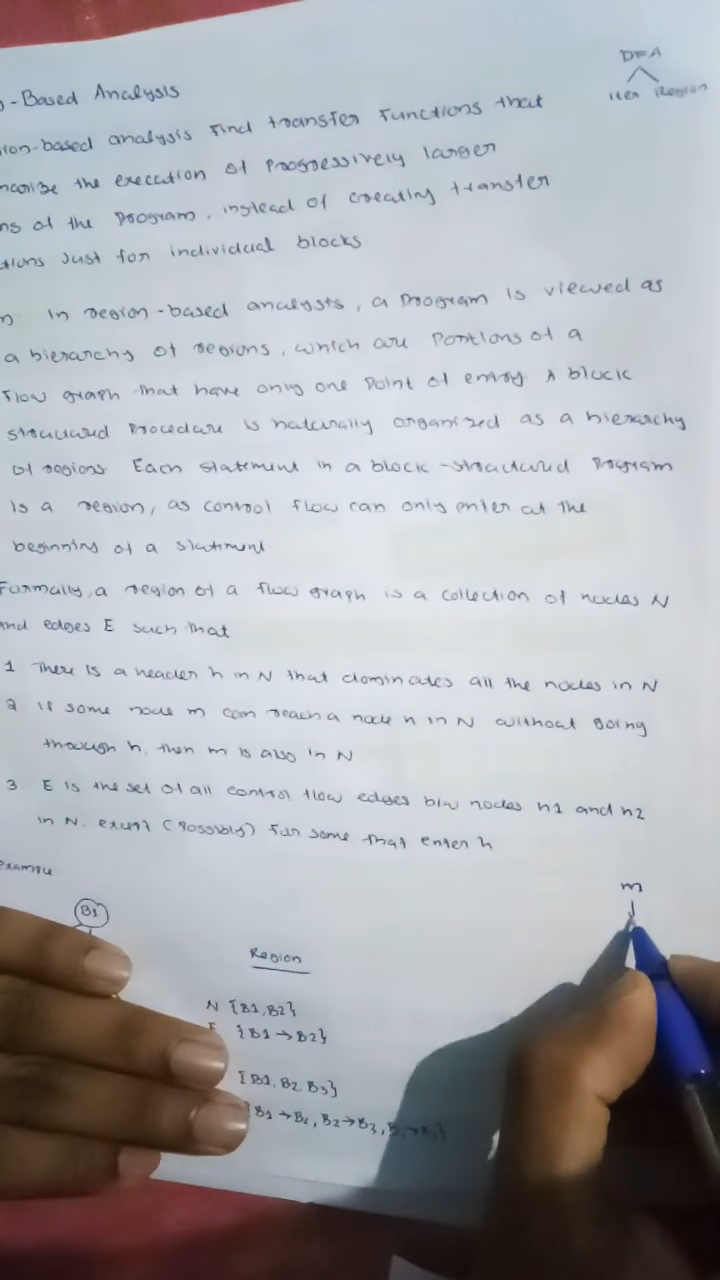 DFA
Iter Region
-Based Analysis
ion-based analysis Find transfer Functions that
marize the execution of Progressively larger
ns of the Program, instead of creating transfer
tions Just for individual blocks
n In region-based analysis, a Program is viewed as
a hierarchy of regions, which are Portions of a
Flow graph that have only one Point of entry A block
structured Procedure is naturally organized as a hierarchy
of regions Each statement in a block-structured Program
Is a region, as control Flow can only enter at the
beginning of a statment
Formally, a region of a flow graph is a collection of nodes N
and edges E such that
1 There is a header h in N that dominates all the nodes in N
2 if some node m can reach a node n in N without going
through h, then m is also in N.
3. E is the set of all control flow edges b/w nodes n1 and n2
in N. except (Possibly) For some that enter h
example
m
B1
Region
N {B1, B2}
{B1→B2}
{B1, B2, B3}
B1→B2, B2→B3,